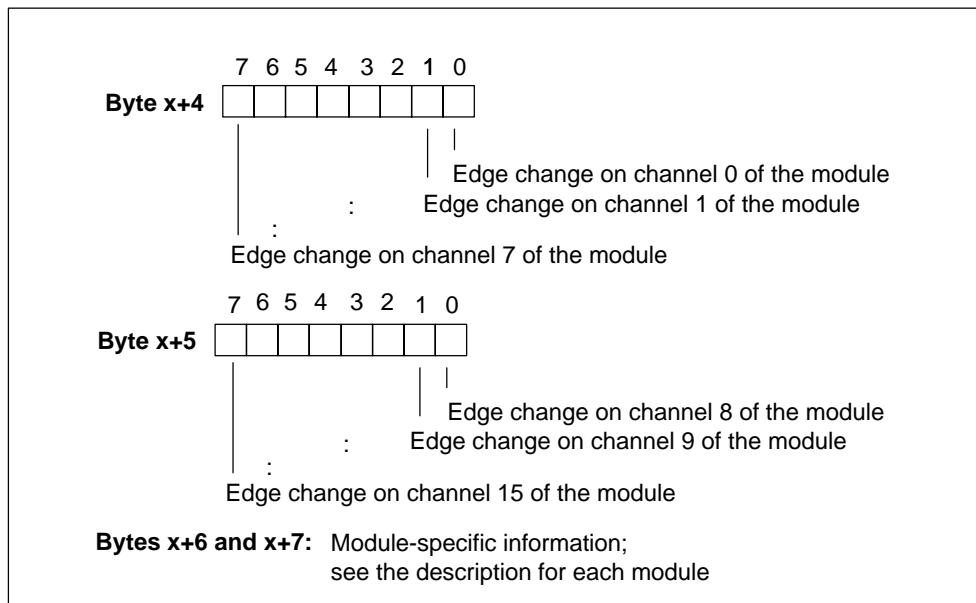 7 6 5 4 3 2 1 0
Byte x+4
Edge change on channel 0 of the module
: Edge change on channel 1 of the module
:
Edge change on channel 7 of the module
7 6 5 4 3 2 1 0
Byte x+5
Edge change on channel 8 of the module
: Edge change on channel 9 of the module
:
Edge change on channel 15 of the module
Bytes x+6 and x+7: Module-specific information;
see the description for each module